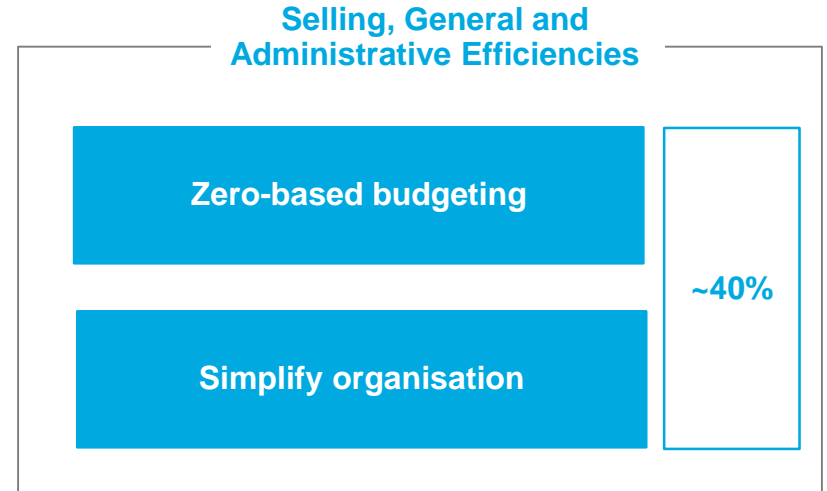 Selling, General and
Administrative Efficiencies
Zero-based budgeting
~40%
Simplify organisation